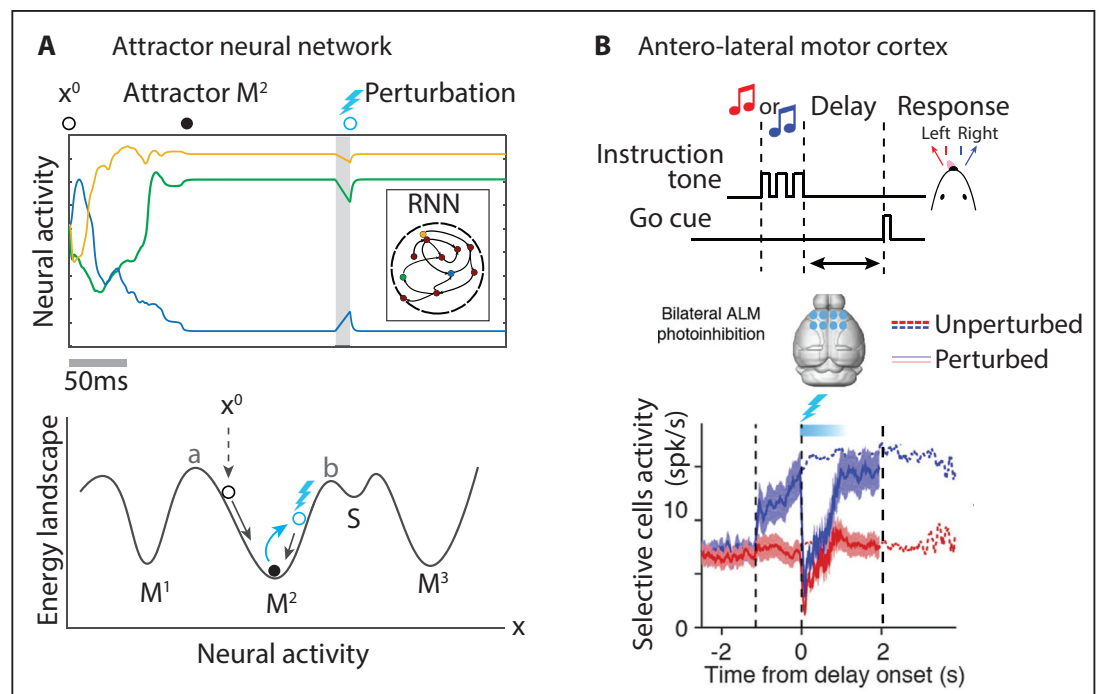 A Attractor neural network
x⁰ Attractor M² Perturbation
Neural activity
RNN
50ms
Energy landscape
x⁰
a
b
S
M¹
M²
M³
x
Neural activity
B Antero-lateral motor cortex
or Delay Response
Left Right
Instruction
tone
Go cue
Bilateral ALM
photoinhibition
Unperturbed
Perturbed
Selective cells activity
(spk/s)
10
0
-2 0 2
Time from delay onset (s)